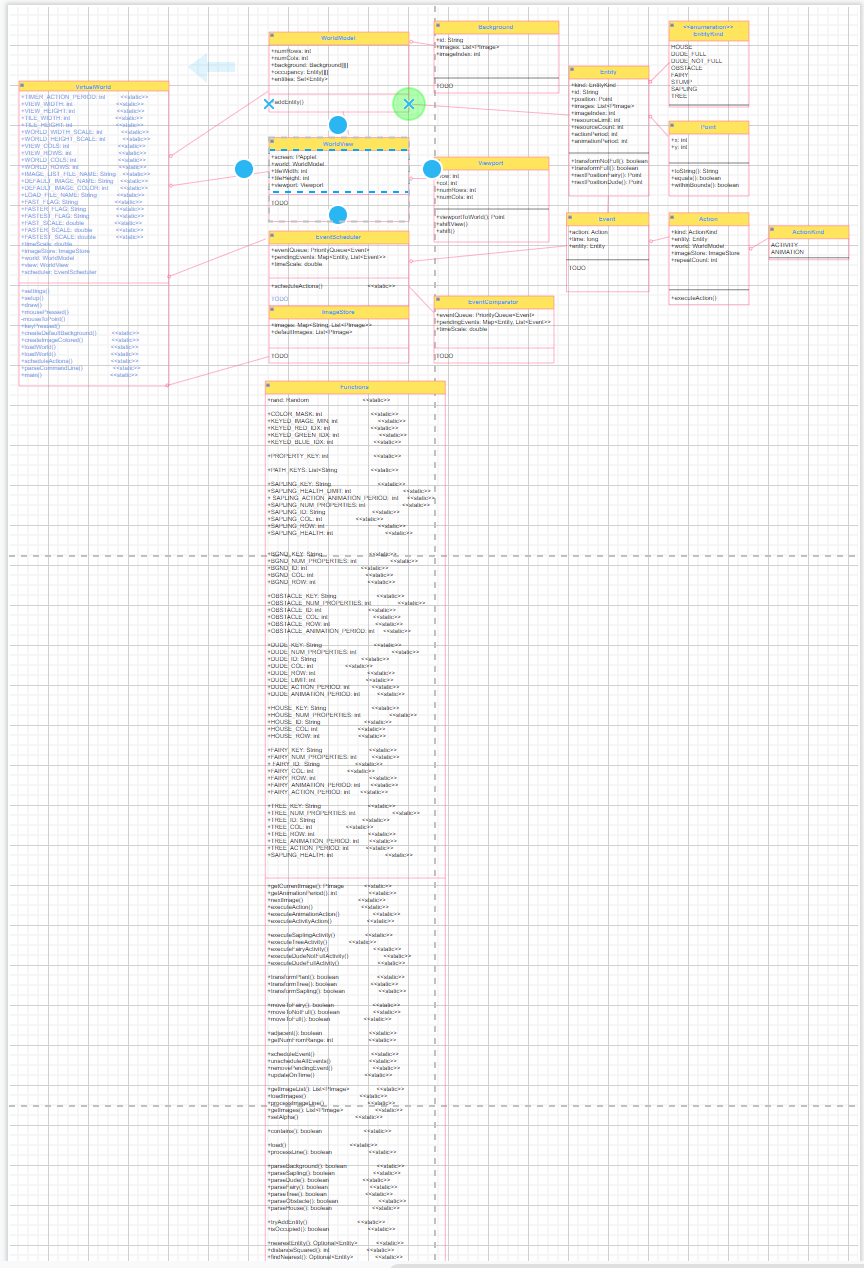 VirtualWorld
+TIMER_ACTION_PERIOD: int <<static>>
+VIEW_WIDTH: int <<static>>
+VIEW_HEIGHT: int <<static>>
+TILE_WIDTH: int <<static>>
+TILE_HEIGHT: int <<static>>
+WORLD_WIDTH_SCALE: int <<static>>
+WORLD_HEIGHT_SCALE: int <<static>>
+VIEW_COLS: int <<static>>
+VIEW_ROWS: int <<static>>
+WORLD_COLS: int <<static>>
+WORLD_ROWS: int <<static>>
+IMAGE_LIST_FILE_NAME: String <<static>>
+DEFAULT_IMAGE_NAME: String <<static>>
+DEFAULT_IMAGE_COLOR: int <<static>>
+LOAD_FILE_NAME: String <<static>>
+FAST_FLAG: String <<static>>
+FASTER_FLAG: String <<static>>
+FASTEST_FLAG: String <<static>>
+FAST_SCALE: double <<static>>
+FASTER_SCALE: double <<static>>
+FASTEST_SCALE: double <<static>>
+timeScale: double
+imageStore: ImageStore
+world: WorldModel
+view: WorldView
+scheduler: EventScheduler
+settings()
+setup()
+draw()
+mousePressed()
+mouseToPoint()
+keyPressed()
+createDefaultBackground() <<static>>
+createImageColored() <<static>>
+loadWorld() <<static>>
+loadWorld() <<static>>
+scheduleActions() <<static>>
+parseCommandLine() <<static>>
+main() <<static>>
WorldModel
+numRows: int
+numCols: int
+background: Background[][]
+occupancy: Entity[][]
+entities: Set<Entity>
addEntity()
WorldView
+screen: PApplet
+world: WorldModel
+tileWidth: int
+tileHeight: int
+viewport: Viewport
TODO
EventScheduler
+eventQueue: PriorityQueue<Event>
+pendingEvents: Map<Entity, List<Event>>
+timeScale: double
+scheduleActions() <<static>>
TODO
ImageStore
+images: Map<String, List<PImage>>
+defaultImages: List<PImage>
TODO
Background
+id: String
+images: List<PImage>
+imageIndex: int
TODO
Viewport
row: int
col: int
+numRows: int
+numCols: int
+viewportToWorld(): Point
+shiftView()
+shift()
EventComparator
+eventQueue: PriorityQueue<Event>
+pendingEvents: Map<Entity, List<Event>>
+timeScale: double
TODO
Entity
+kind: EntityKind
+id: String
+position: Point
+images: List<PImage>
+imageIndex: int
+resourceLimit: int
+resourceCount: int
+actionPeriod: int
+animationPeriod: int
+transformNotFull(): boolean
+transformFull(): boolean
+nextPositionFairy(): Point
+nextPositionDude(): Point
<<enumeration>>
EntityKind
HOUSE
DUDE_FULL
DUDE_NOT_FULL
OBSTACLE
FAIRY
STUMP
SAPLING
TREE
Point
+x: int
+y: int
+toString(): String
+equals(): boolean
+withinBounds(): boolean
Event
+action: Action
+time: long
+entity: Entity
TODO
Action
+kind: ActionKind
+entity: Entity
+world: WorldModel
+imageStore: ImageStore
+repeatCount: int
+executeAction()
ActionKind
ACTIVITY
ANIMATION
Functions
+rand: Random <<static>>
+COLOR_MASK: int <<static>>
+KEYED_IMAGE_MIN: int <<static>>
+KEYED_RED_IDX: int <<static>>
+KEYED_GREEN_IDX: int <<static>>
+KEYED_BLUE_IDX: int <<static>>
+PROPERTY_KEY: int <<static>>
+PATH_KEYS: List<String <<static>>
+SAPLING_KEY: String <<static>>
+SAPLING_HEALTH_LIMIT: int <<static>>
+ SAPLING_ACTION_ANIMATION_PERIOD: int <<static>>
+SAPLING_NUM_PROPERTIES: int <<static>>
+SAPLING_ID: String <<static>>
+SAPLING_COL: int <<static>>
+SAPLING_ROW: int <<static>>
+SAPLING_HEALTH: int <<static>>
+BGND_KEY: String <<static>>
+BGND_NUM_PROPERTIES: int <<static>>
+BGND_ID: int <<static>>
+BGND_COL: int <<static>>
+BGND_ROW: int <<static>>
+OBSTACLE_KEY: String <<static>>
+OBSTACLE_NUM_PROPERTIES: int <<static>>
+OBSTACLE_ID: int <<static>>
+OBSTACLE_COL: int <<static>>
+OBSTACLE_ROW: int <<static>>
+OBSTACLE_ANIMATION_PERIOD: int <<static>>
+DUDE_KEY: String <<static>>
+DUDE_NUM_PROPERTIES: int <<static>>
+DUDE_ID: String <<static>>
+DUDE_COL: int <<static>>
+DUDE_ROW: int <<static>>
+DUDE_LIMIT: int <<static>>
+DUDE_ACTION_PERIOD: int <<static>>
+DUDE_ANIMATION_PERIOD: int <<static>>
+HOUSE_KEY: String <<static>>
+HOUSE_NUM_PROPERTIES: int <<static>>
+HOUSE_ID: String <<static>>
+HOUSE_COL: int <<static>>
+HOUSE_ROW: int <<static>>
+FAIRY_KEY: String <<static>>
+FAIRY_NUM_PROPERTIES: int <<static>>
+ FAIRY_ID: String <<static>>
+FAIRY_COL: int <<static>>
+FAIRY_ROW: int <<static>>
+FAIRY_ANIMATION_PERIOD: int <<static>>
+FAIRY_ACTION_PERIOD: int <<static>>
+TREE_KEY: String <<static>>
+TREE_NUM_PROPERTIES: int <<static>>
+TREE_ID: String <<static>>
+TREE_COL: int <<static>>
+TREE_ROW: int <<static>>
+TREE_ANIMATION_PERIOD: int <<static>>
+TREE_ACTION_PERIOD: int <<static>>
+SAPLING_HEALTH: int <<static>>
+getCurrentImage(): PImage <<static>>
+getAnimationPeriod(): int <<static>>
+nextImage() <<static>>
+executeAction() <<static>>
+executeAnimationAction() <<static>>
+executeActivityAction() <<static>>
+executeSaplingActivity() <<static>>
+executeTreeActivity() <<static>>
+executeFairyActivity() <<static>>
+executeDudeNotFullActivity() <<static>>
+executeDudeFullActivity() <<static>>
+transformPlant(): boolean <<static>>
+transformTree(): boolean <<static>>
+transformSapling(): boolean <<static>>
+moveToFairy(): boolean <<static>>
+moveToNotFull(): boolean <<static>>
+moveToFull(): boolean <<static>>
+adjacent(): boolean <<static>>
+getNumFromRange: int <<static>>
+scheduleEvent() <<static>>
+unscheduleAllEvents() <<static>>
+removePendingEvent() <<static>>
+updateOnTime() <<static>>
+getImageList(): List<PImage> <<static>>
+loadImages() <<static>>
+processImageLine() <<static>>
+getImages(): List<PImage> <<static>>
+setAlpha() <<static>>
+contains(): boolean <<static>>
+load() <<static>>
+processLine(): boolean <<static>>
+parseBackground(): boolean <<static>>
+parseSapling(): boolean <<static>>
+parseDude(): boolean <<static>>
+parseFairy(): boolean <<static>>
+parseTree(): boolean <<static>>
+parseObstacle(): boolean <<static>>
+parseHouse(): boolean <<static>>
+tryAddEntity() <<static>>
+isOccupied(): boolean <<static>>
+nearestEntity(): Optional<Entity> <<static>>
+distanceSquared(): int <<static>>
+findNearest(): Optional<Entity> <<static>>